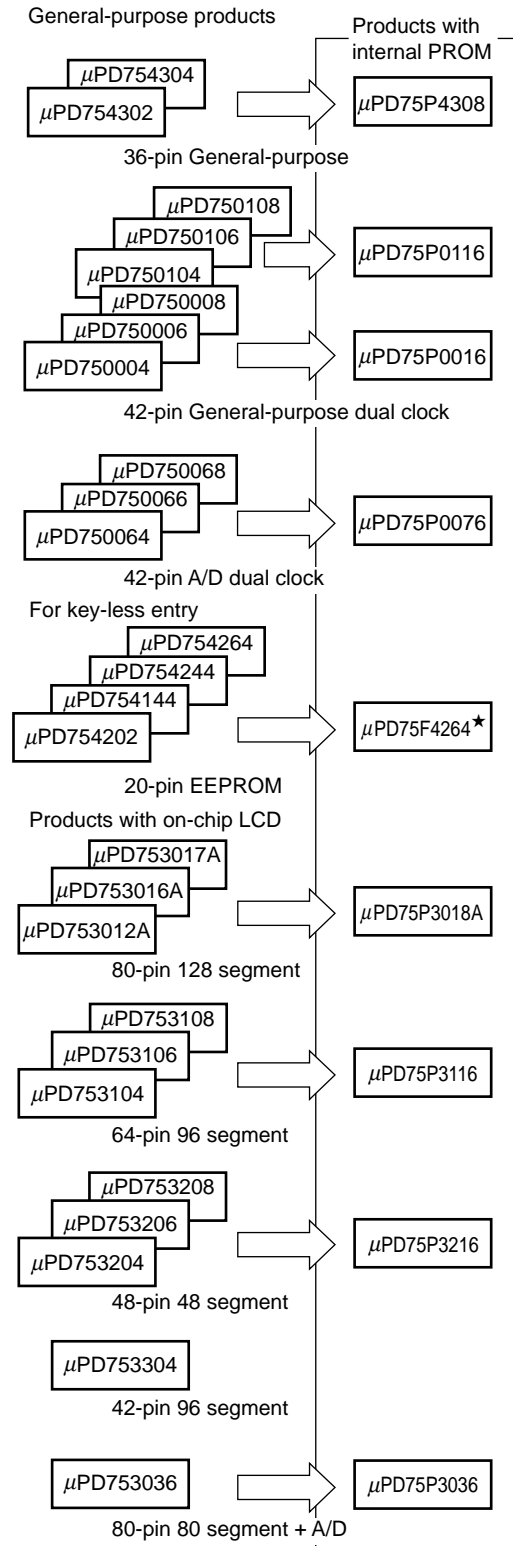 General-purpose products
Products with
internal PROM
μPD754304
μPD754302
μPD75P4308
36-pin General-purpose
μPD750108
μPD750106
μPD750104
μPD75P0116
μPD750008
μPD750006
μPD750004
μPD75P0016
42-pin General-purpose dual clock
μPD750068
μPD750066
μPD750064
μPD75P0076
42-pin A/D dual clock
For key-less entry
μPD754264
μPD754244
μPD754144
μPD754202
μPD75F4264★
20-pin EEPROM
Products with on-chip LCD
μPD753017A
μPD753016A
μPD753012A
μPD75P3018A
80-pin 128 segment
μPD753108
μPD753106
μPD753104
μPD75P3116
64-pin 96 segment
μPD753208
μPD753206
μPD753204
μPD75P3216
48-pin 48 segment
μPD753304
42-pin 96 segment
μPD753036
μPD75P3036
80-pin 80 segment + A/D